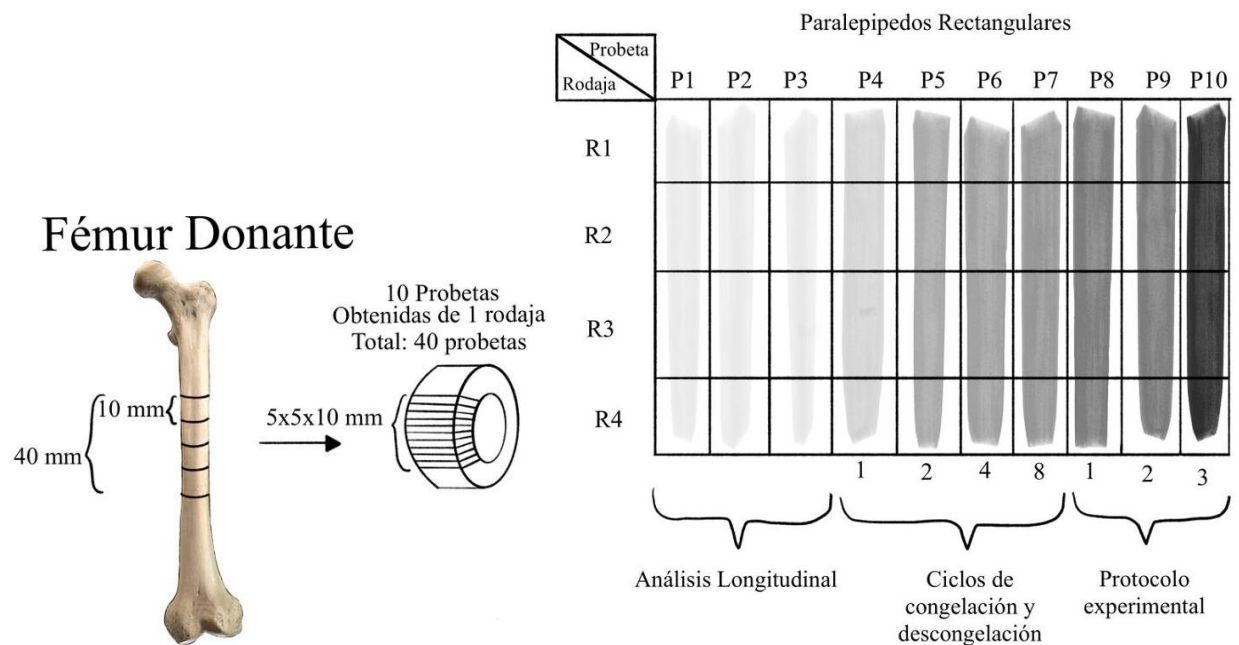 Fémur Donante
10 mm
40 mm
10 Probetas
Obtenidas de 1 rodaja
Total: 40 probetas
5x5x10 mm
Paralepipedos Rectangulares
Probeta
Rodaja
P1 P2 P3 P4 P5 P6 P7 P8 P9 P10
R1
R2
R3
R4
1 2 4 8 1 2 3
Análisis Longitudinal
Ciclos de
congelación y
descongelación
Protocolo
experimental